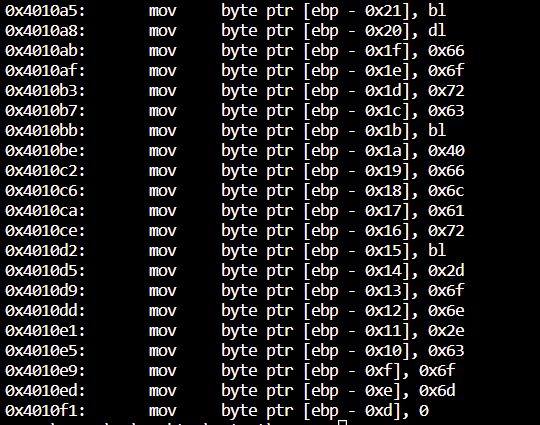 0x4010a5: mov byte ptr [ebp - 0x21], bl
0x4010a8: mov byte ptr [ebp - 0x20], dl
0x4010ab: mov byte ptr [ebp - 0x1f], 0x66
0x4010af: mov byte ptr [ebp - 0x1e], 0x6f
0x4010b3: mov byte ptr [ebp - 0x1d], 0x72
0x4010b7: mov byte ptr [ebp - 0x1c], 0x63
0x4010bb: mov byte ptr [ebp - 0x1b], bl
0x4010be: mov byte ptr [ebp - 0x1a], 0x40
0x4010c2: mov byte ptr [ebp - 0x19], 0x66
0x4010c6: mov byte ptr [ebp - 0x18], 0x6c
0x4010ca: mov byte ptr [ebp - 0x17], 0x61
0x4010ce: mov byte ptr [ebp - 0x16], 0x72
0x4010d2: mov byte ptr [ebp - 0x15], bl
0x4010d5: mov byte ptr [ebp - 0x14], 0x2d
0x4010d9: mov byte ptr [ebp - 0x13], 0x6f
0x4010dd: mov byte ptr [ebp - 0x12], 0x6e
0x4010e1: mov byte ptr [ebp - 0x11], 0x2e
0x4010e5: mov byte ptr [ebp - 0x10], 0x63
0x4010e9: mov byte ptr [ebp - 0xf], 0x6f
0x4010ed: mov byte ptr [ebp - 0xe], 0x6d
0x4010f1: mov byte ptr [ebp - 0xd], 0